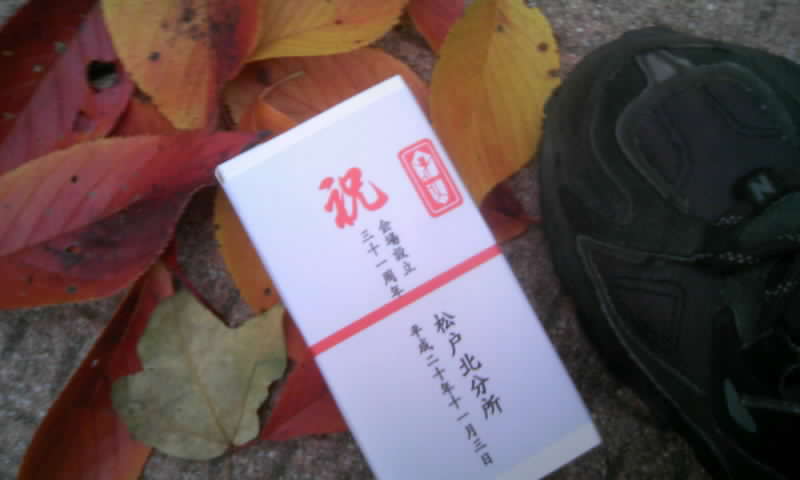 祝
会場設立
三十一周年
松戸北分所
平成二十年十一月三日
N